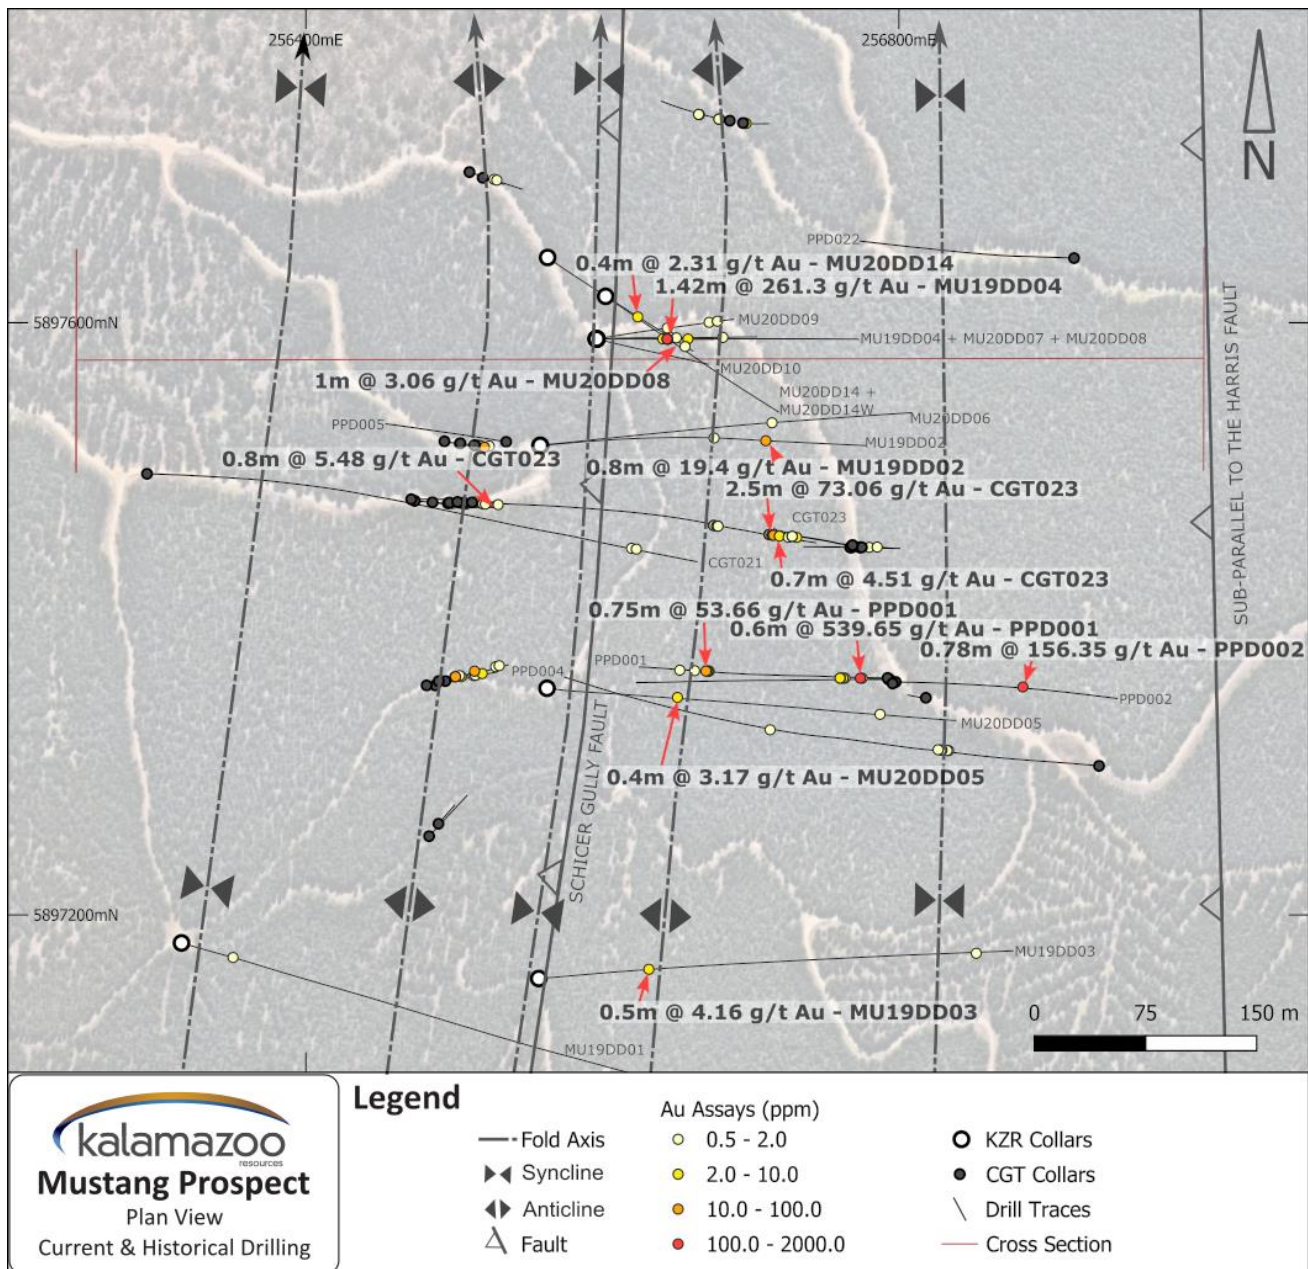 256400mE
256800mE
N
PPD022
0.4m @ 2.31 g/t Au - MU20DD14
1.42m @ 261.3 g/t Au - MU19DD04
5897600mN
MU20DD09
MU19DD04 + MU20DD07 + MU20DD08
MU20DD10
1m @ 3.06 g/t Au - MU20DD08
MU20DD14 +
MU20DD14W
MU20DD06
PPD005
MU19DD02
0.8m @ 5.48 g/t Au - CGT023
0.8m @ 19.4 g/t Au - MU19DD02
2.5m @ 73.06 g/t Au - CGT023
CGT023
CGT021
0.7m @ 4.51 g/t Au - CGT023
SUB-PARALLEL TO THE HARRIS FAULT
0.75m @ 53.66 g/t Au - PPD001
0.6m @ 539.65 g/t Au - PPD001
0.78m @ 156.35 g/t Au - PPD002
PPD001
PPD004
PPD002
MU20DD05
0.4m @ 3.17 g/t Au - MU20DD05
SCHICER GULLY FAULT
5897200mN
MU19DD03
0.5m @ 4.16 g/t Au - MU19DD03
0 75 150 m
MU19DD01
kalamazoo
resources
Mustang Prospect
Plan View
Current & Historical Drilling
Legend
Fold Axis
Syncline
Anticline
Fault
Au Assays (ppm)
0.5 - 2.0
2.0 - 10.0
10.0 - 100.0
100.0 - 2000.0
KZR Collars
CGT Collars
Drill Traces
Cross Section